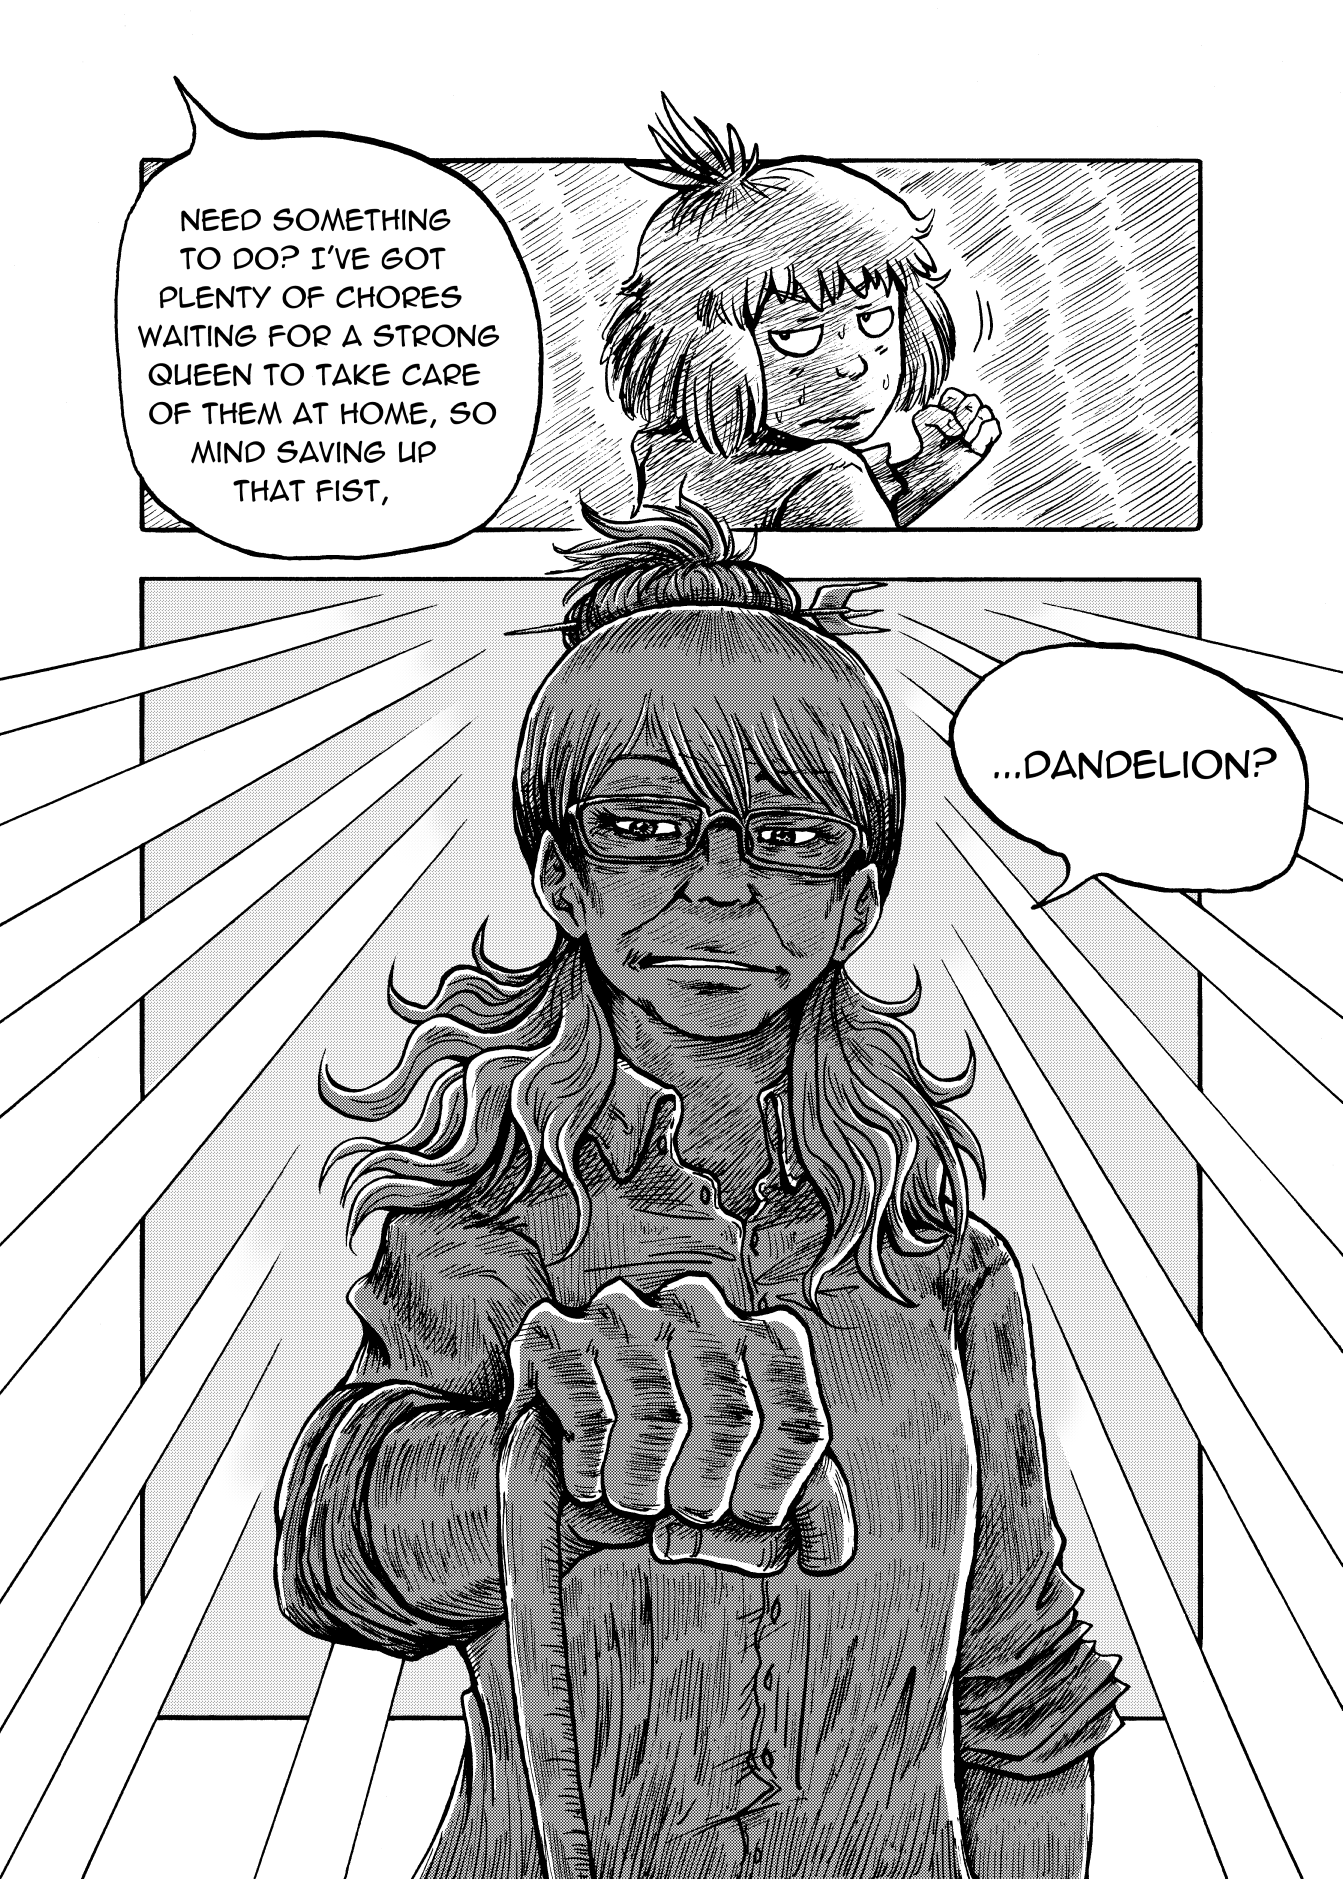 NEED SOMETHING
TO DO? I'VE GOT
PLENTY OF CHORES
WAITING FOR A STRONG
QUEEN TO TAKE CARE
OF THEM AT HOME, SO
MIND SAVING UP
THAT FIST,
...DANDELION?